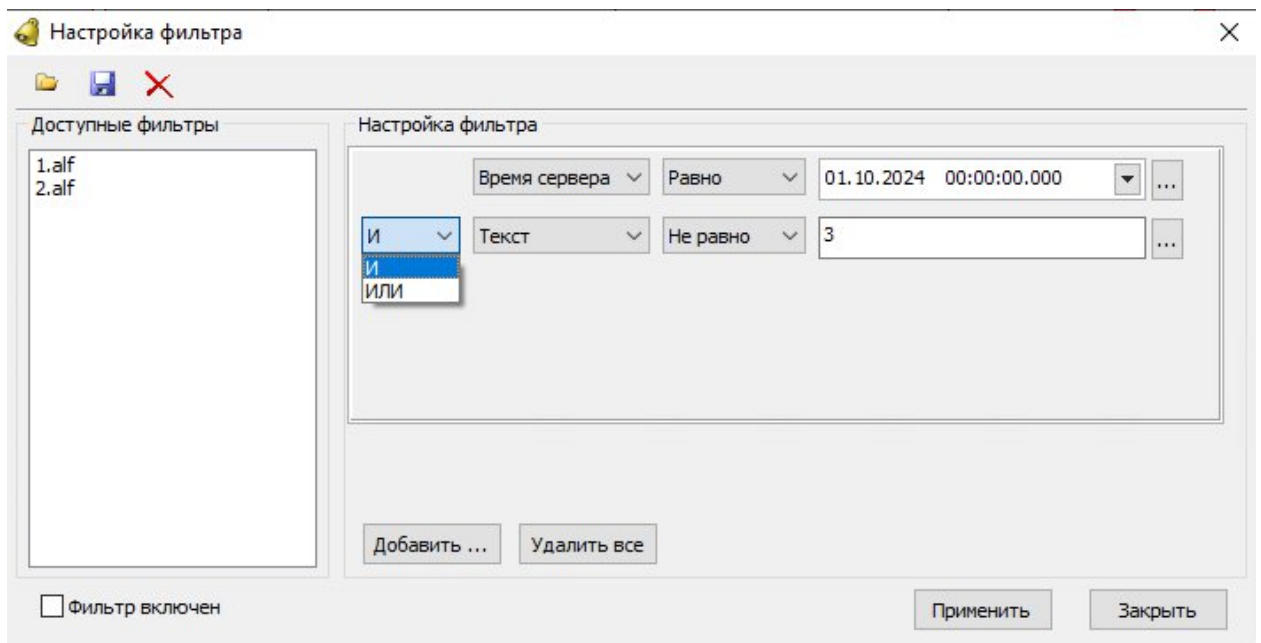 Настройка фильтра
Доступные фильтры
1.alf
2.alf
Настройка фильтра
Время сервера Равно 01.10.2024 00:00:00.000 ...
И Текст Не равно 3 ...
И
ИЛИ
Добавить ... Удалить все
Фильтр включен
Применить Закрыть